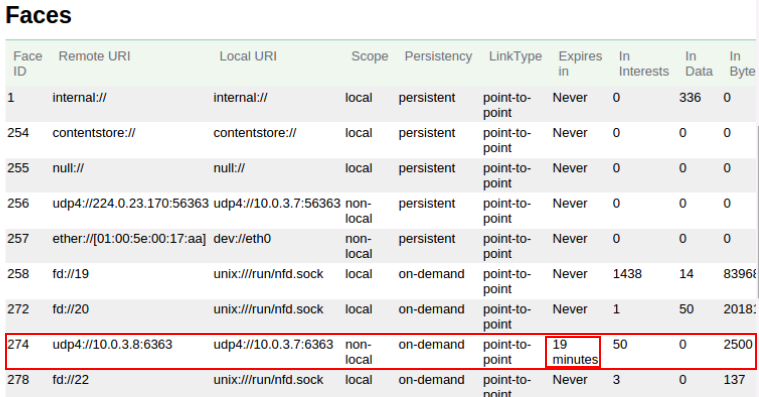 Faces
Face ID Remote URI Local URI Scope Persistency LinkType Expires in In Interests In Data In Byte
1 internal:// internal:// local persistent point-to-point Never 0 336 0
254 contentstore:// contentstore:// local persistent point-to-point Never 0 0 0
255 null:// null:// local persistent point-to-point Never 0 0 0
256 udp4://224.0.23.170:56363 udp4://10.0.3.7:56363 non-local persistent point-to-point Never 0 0 0
257 ether://[01:00:5e:00:17:aa] dev://eth0 non-local persistent point-to-point Never 0 0 0
258 fd://19 unix:///run/nfd.sock local on-demand point-to-point Never 1438 14 83968
272 fd://20 unix:///run/nfd.sock local on-demand point-to-point Never 1 50 20181
274 udp4://10.0.3.8:6363 udp4://10.0.3.7:6363 non-local on-demand point-to-point 19 minutes 50 0 2500
278 fd://22 unix:///run/nfd.sock local on-demand point-to-point Never 3 0 137